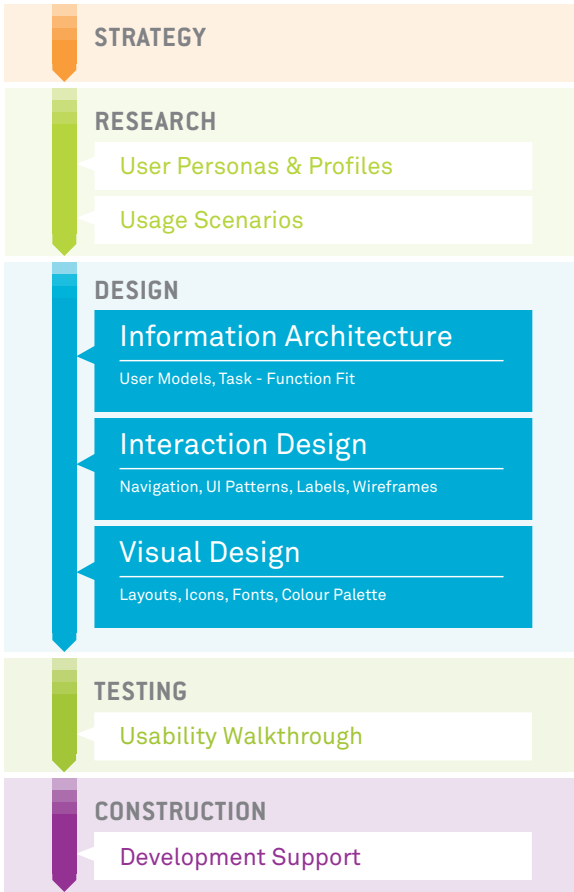 STRATEGY
RESEARCH
User Personas & Profiles
Usage Scenarios
DESIGN
Information Architecture
User Models, Task - Function Fit
Interaction Design
Navigation, UI Patterns, Labels, Wireframes
Visual Design
Layouts, Icons, Fonts, Colour Palette
TESTING
Usability Walkthrough
CONSTRUCTION
Development Support